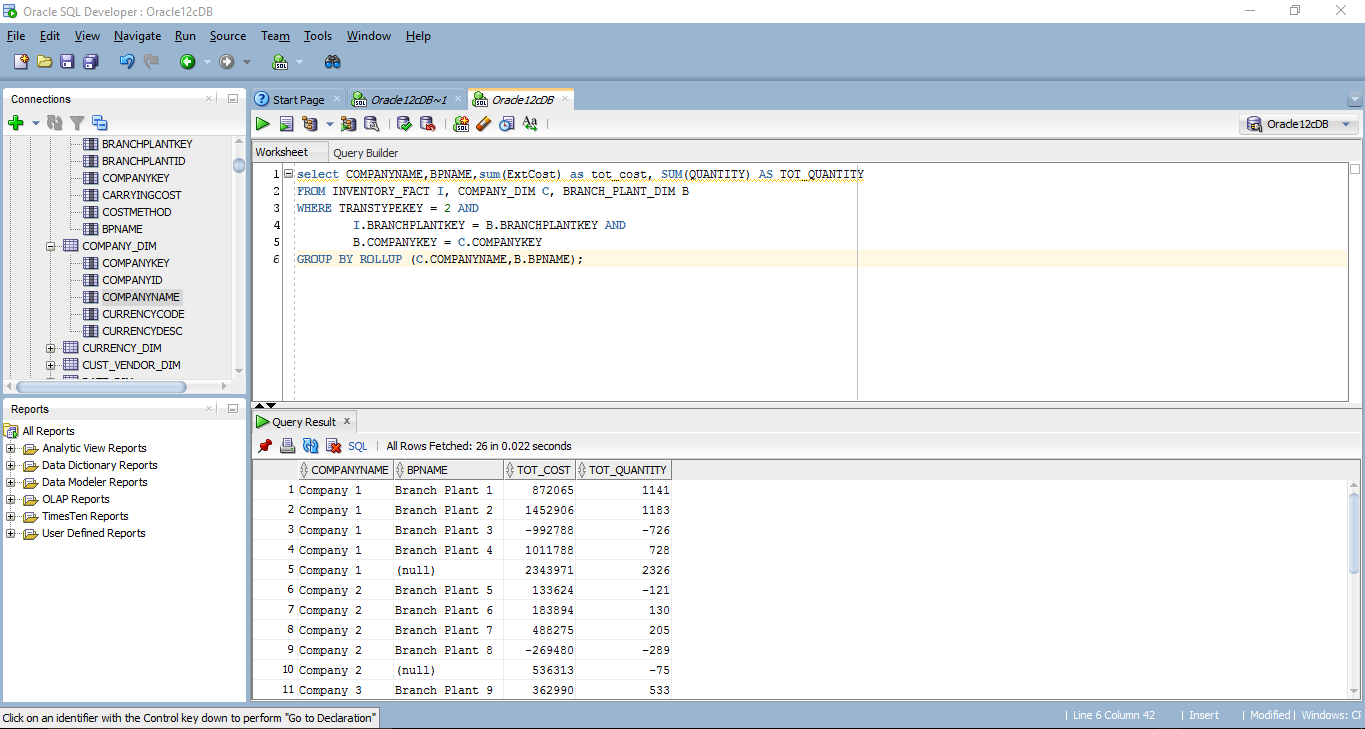 Oracle SQL Developer : Oracle12cDB
File Edit View Navigate Run Source Team Tools Window Help
Connections
BRANCHPLANTKEY
BRANCHPLANTID
COMPANYKEY
CARRYINGCOST
COSTMETHOD
BPNAME
COMPANY_DIM
COMPANYKEY
COMPANYID
COMPANYNAME
CURRENCYCODE
CURRENCYDESC
CURRENCY_DIM
CUST_VENDOR_DIM
Reports
All Reports
Analytic View Reports
Data Dictionary Reports
Data Modeler Reports
OLAP Reports
TimesTen Reports
User Defined Reports
Start Page Oracle12cDB~1 Oracle12cDB
Oracle12cDB
Worksheet Query Builder
1 select COMPANYNAME,BPNAME,sum(ExtCost) as tot_cost, SUM(QUANTITY) AS TOT_QUANTITY
2 FROM INVENTORY_FACT I, COMPANY_DIM C, BRANCH_PLANT_DIM B
3 WHERE TRANSTYPEKEY = 2 AND
4 I.BRANCHPLANTKEY = B.BRANCHPLANTKEY AND
5 B.COMPANYKEY = C.COMPANYKEY
6 GROUP BY ROLLUP (C.COMPANYNAME,B.BPNAME);
Query Result
SQL | All Rows Fetched: 26 in 0.022 seconds
COMPANYNAME BPNAME TOT_COST TOT_QUANTITY
1 Company 1 Branch Plant 1 872065 1141
2 Company 1 Branch Plant 2 1452906 1183
3 Company 1 Branch Plant 3 -992788 -726
4 Company 1 Branch Plant 4 1011788 728
5 Company 1 (null) 2343971 2326
6 Company 2 Branch Plant 5 133624 -121
7 Company 2 Branch Plant 6 183894 130
8 Company 2 Branch Plant 7 488275 205
9 Company 2 Branch Plant 8 -269480 -289
10 Company 2 (null) 536313 -75
11 Company 3 Branch Plant 9 362990 533
Click on an identifier with the Control key down to perform "Go to Declaration"
| Line 6 Column 42 | Insert | Modified | Windows: CF